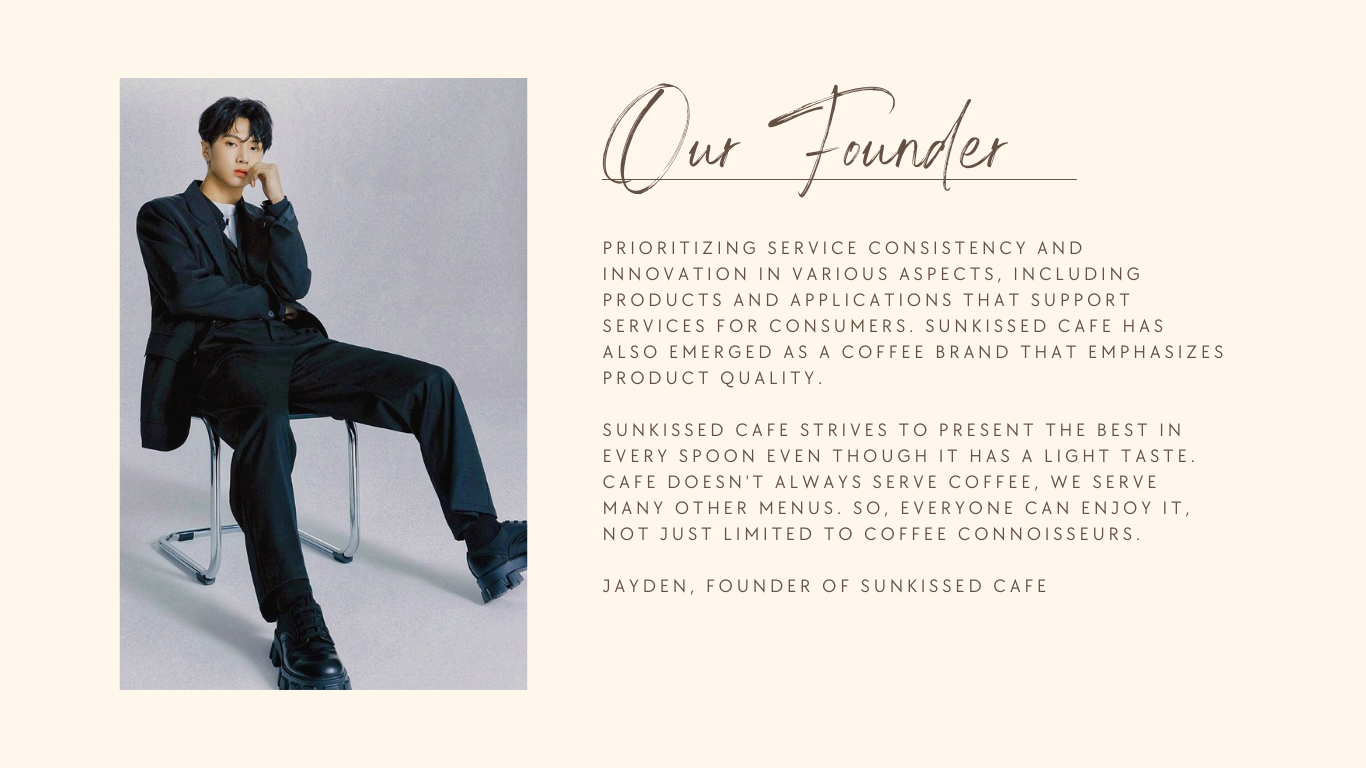 Our Founder
PRIORITIZING SERVICE CONSISTENCY AND
INNOVATION IN VARIOUS ASPECTS, INCLUDING
PRODUCTS AND APPLICATIONS THAT SUPPORT
SERVICES FOR CONSUMERS. SUNKISSED CAFE HAS
ALSO EMERGED AS A COFFEE BRAND THAT EMPHASIZES
PRODUCT QUALITY.
SUNKISSED CAFE STRIVES TO PRESENT THE BEST IN
EVERY SPOON EVEN THOUGH IT HAS A LIGHT TASTE.
CAFE DOESN'T ALWAYS SERVE COFFEE, WE SERVE
MANY OTHER MENUS. SO, EVERYONE CAN ENJOY IT,
NOT JUST LIMITED TO COFFEE CONNOISSEURS.
JAYDEN, FOUNDER OF SUNKISSED CAFE